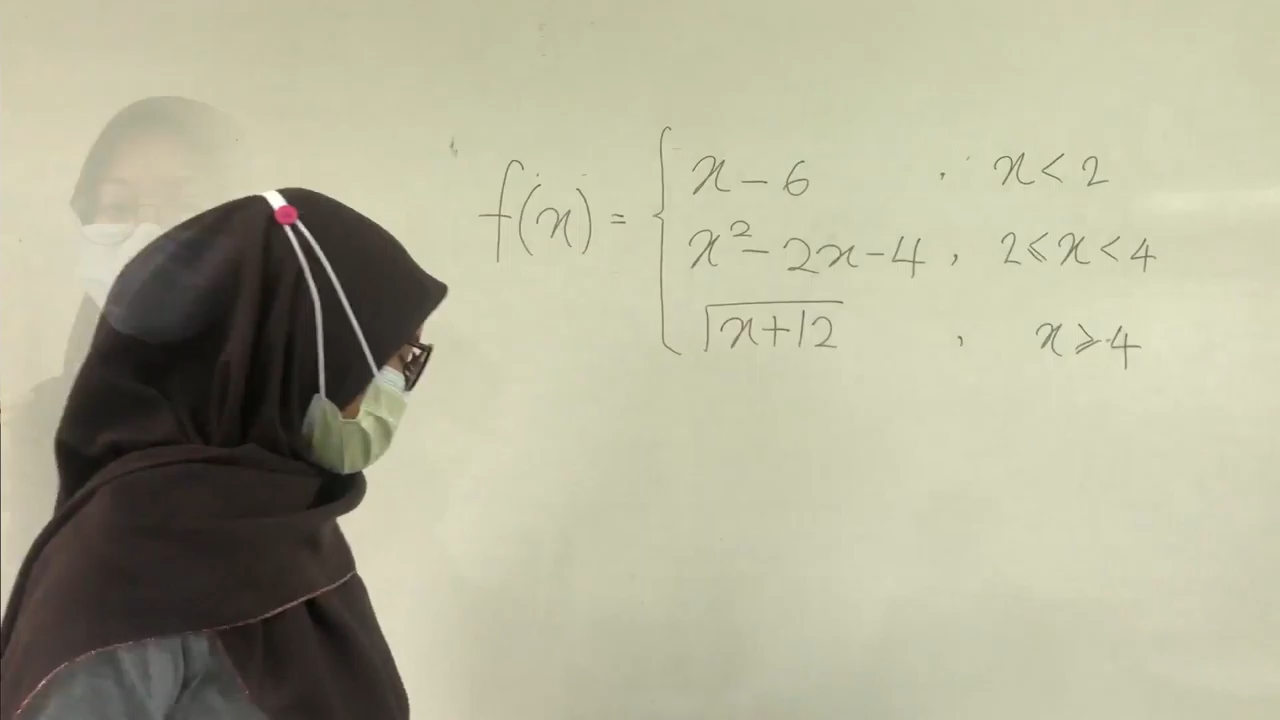 f(x) = { x - 6 , x < 2
x² - 2x - 4 , 2 ⩽ x < 4
√x+12 , x ⩾ 4